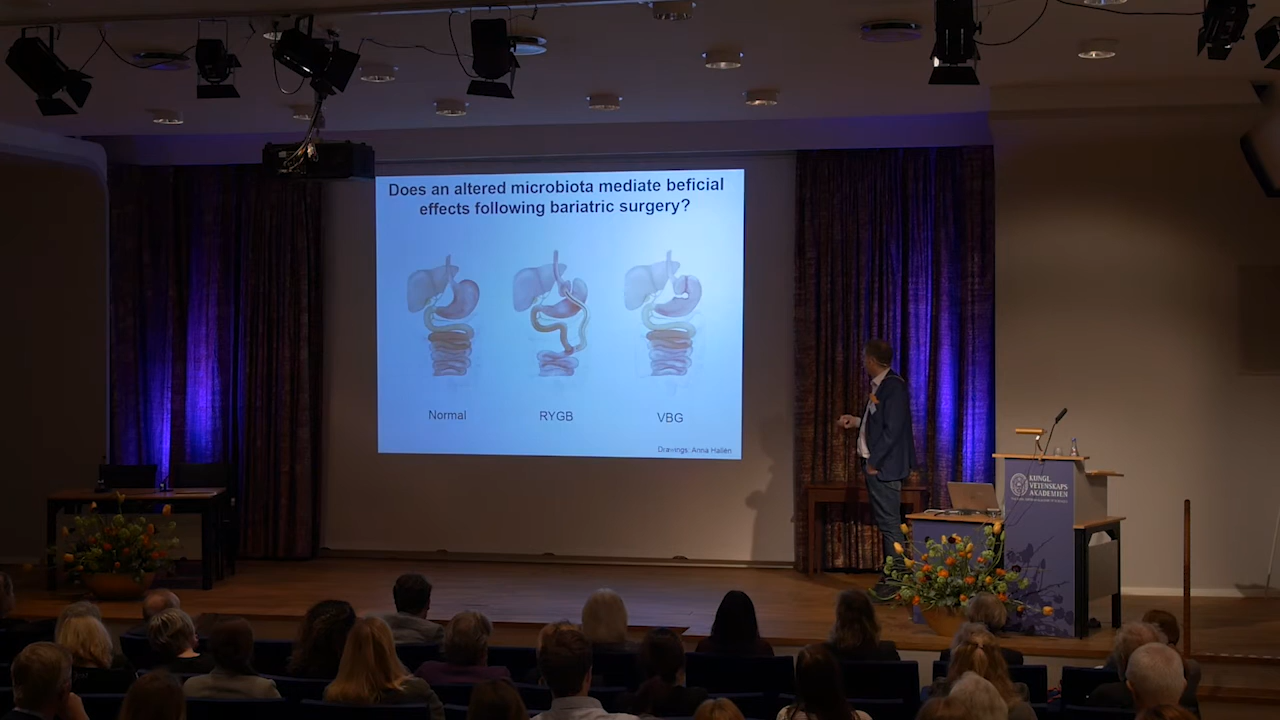 Does an altered microbiota mediate beficial
effects following bariatric surgery?
Normal
RYGB
VBG
Drawings: Anna Hallén
KUNGL.
VETENSKAPS
AKADEMIEN